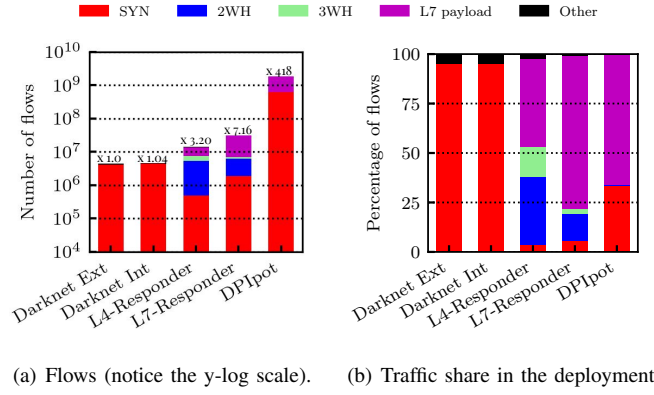 SYN 2WH 3WH L7 payload Other
Number of flows
10^10
10^9
10^8
10^7
10^6
10^5
10^4
x 1.0
x 1.04
x 3.20
x 7.16
x 418
Darknet Ext
Darknet Int
L4-Responder
L7-Responder
DPIpot
Percentage of flows
100
75
50
25
0
Darknet Ext
Darknet Int
L4-Responder
L7-Responder
DPIpot
(a) Flows (notice the y-log scale). (b) Traffic share in the deployment